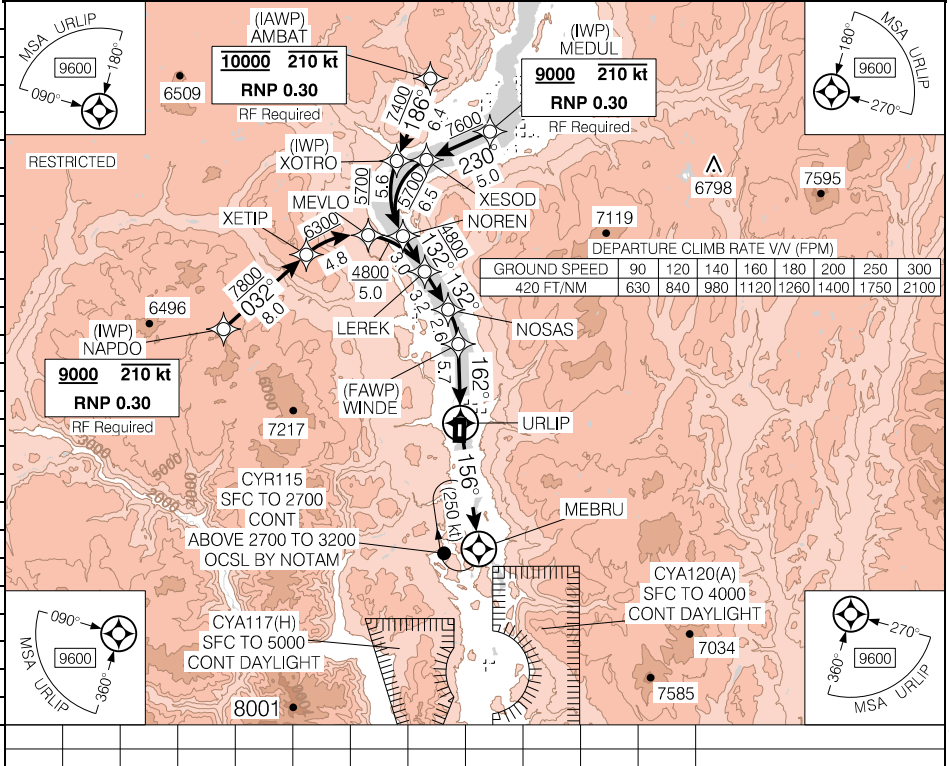 MSA URLIP
9600
180°
090°
6509
(IAWP)
AMBAT
10000 210 kt
RNP 0.30
RF Required
(IWP)
MEDUL
9000 210 kt
RNP 0.30
RF Required
MSA URLIP
9600
180°
270°
RESTRICTED
7400
186°
6.4
7600
230°
5.0
(IWP)
XOTRO
5700
5.6
5700
6.5
XESOD
NOREN
6798
7595
7119
XETIP
MEVLO
6300
4.8
4800
5.0
3.0
4800
132°
132°
3.2
2.6
DEPARTURE CLIMB RATE V/V (FPM)
GROUND SPEED 90 120 140 160 180 200 250 300
420 FT/NM 630 840 980 1120 1260 1400 1750 2100
7800
032°
8.0
6496
(IWP)
NAPDO
9000 210 kt
RNP 0.30
RF Required
LEREK
NOSAS
(FAWP)
WINDE
5.7
162°
6000
7217
URLIP
3000
2000
3000
6000
156°
(250 kt)
MEBRU
CYR115
SFC TO 2700
CONT
ABOVE 2700 TO 3200
OCSL BY NOTAM
CYA120(A)
SFC TO 4000
CONT DAYLIGHT
CYA117(H)
SFC TO 5000
CONT DAYLIGHT
7034
7585
8001
090°
9600
360°
MSA URLIP
270°
9600
360°
MSA URLIP